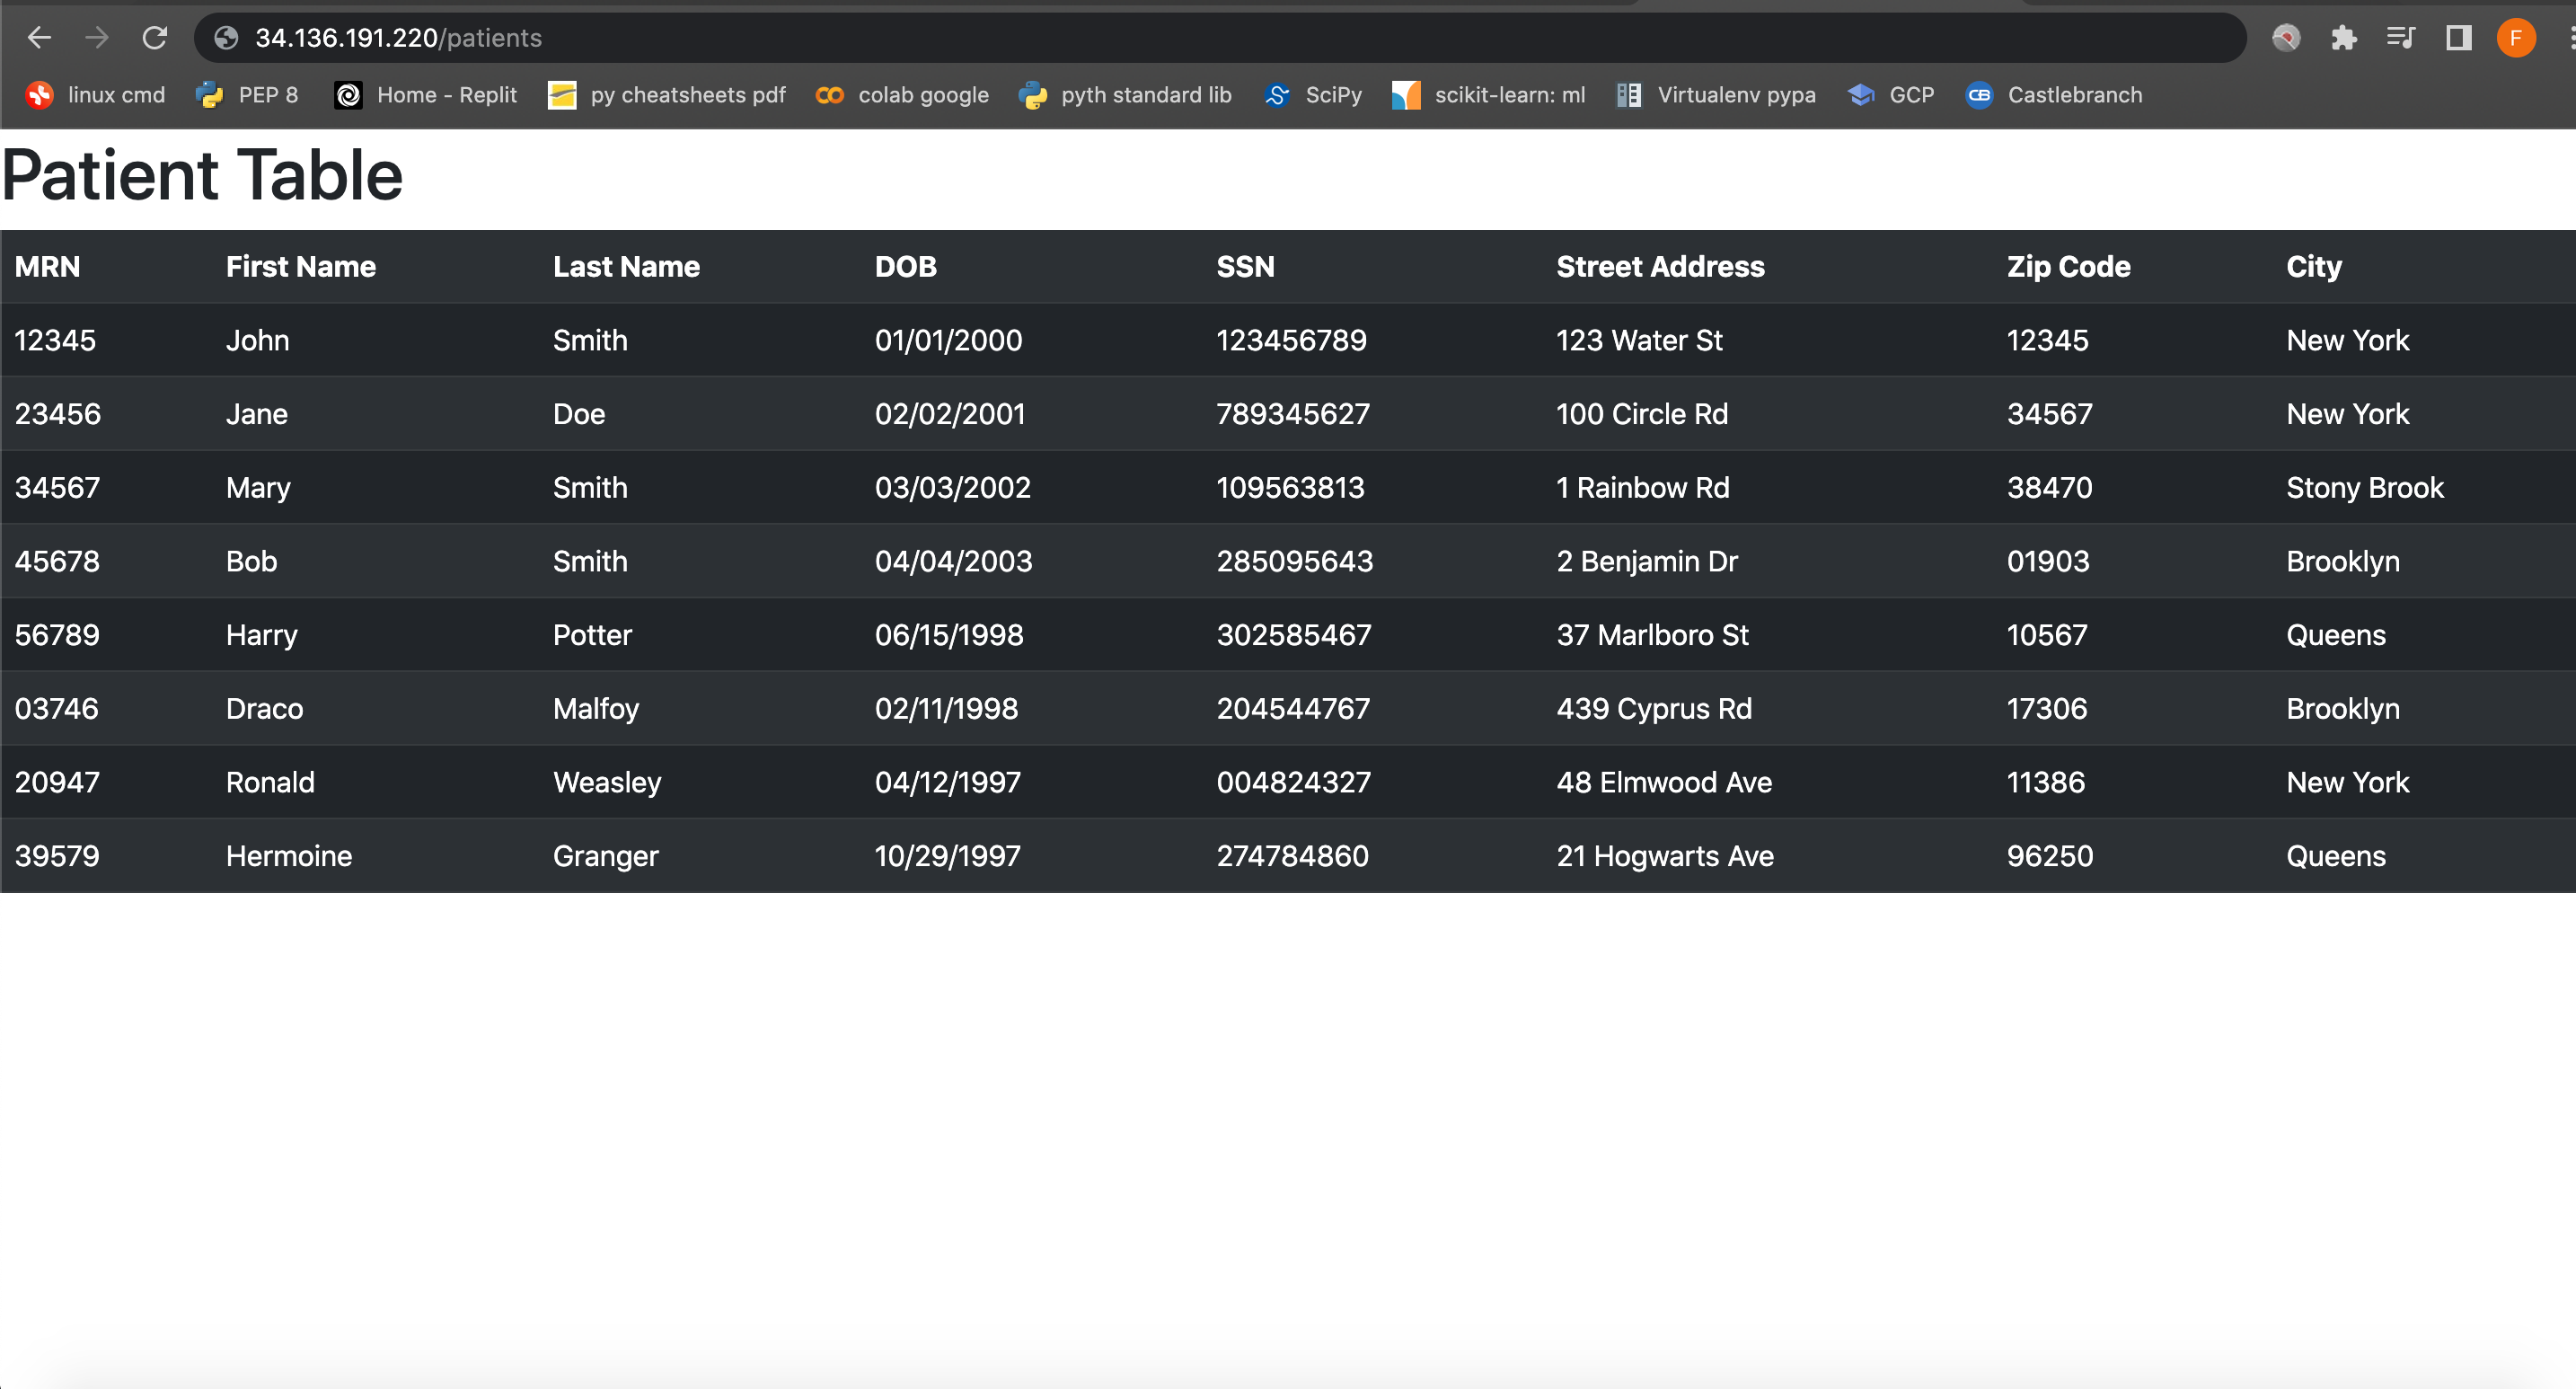 34.136.191.220/patients
F
linux cmd PEP 8 Home - Replit py cheatsheets pdf colab google pyth standard lib SciPy scikit-learn: ml Virtualenv pypa GCP CB Castlebranch
Patient Table
MRN First Name Last Name DOB SSN Street Address Zip Code City
12345 John Smith 01/01/2000 123456789 123 Water St 12345 New York
23456 Jane Doe 02/02/2001 789345627 100 Circle Rd 34567 New York
34567 Mary Smith 03/03/2002 109563813 1 Rainbow Rd 38470 Stony Brook
45678 Bob Smith 04/04/2003 285095643 2 Benjamin Dr 01903 Brooklyn
56789 Harry Potter 06/15/1998 302585467 37 Marlboro St 10567 Queens
03746 Draco Malfoy 02/11/1998 204544767 439 Cyprus Rd 17306 Brooklyn
20947 Ronald Weasley 04/12/1997 004824327 48 Elmwood Ave 11386 New York
39579 Hermoine Granger 10/29/1997 274784860 21 Hogwarts Ave 96250 Queens